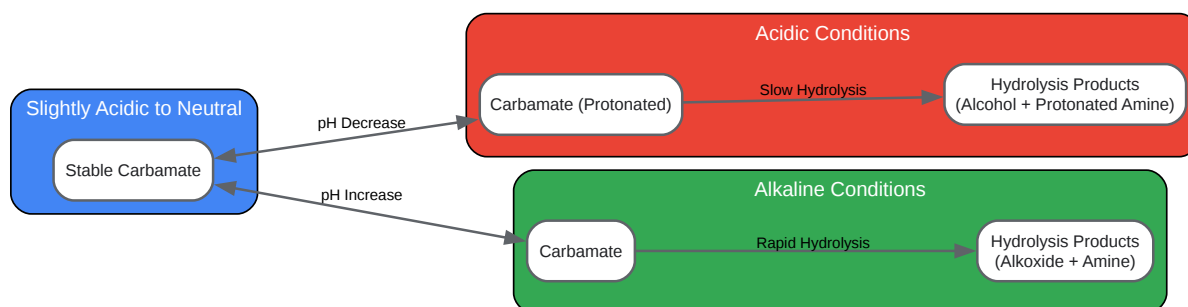 Acidic Conditions
Slightly Acidic to Neutral
Stable Carbamate
pH Decrease
pH Increase
Carbamate (Protonated)
Slow Hydrolysis
Hydrolysis Products
(Alcohol + Protonated Amine)
Alkaline Conditions
Carbamate
Rapid Hydrolysis
Hydrolysis Products
(Alkoxide + Amine)